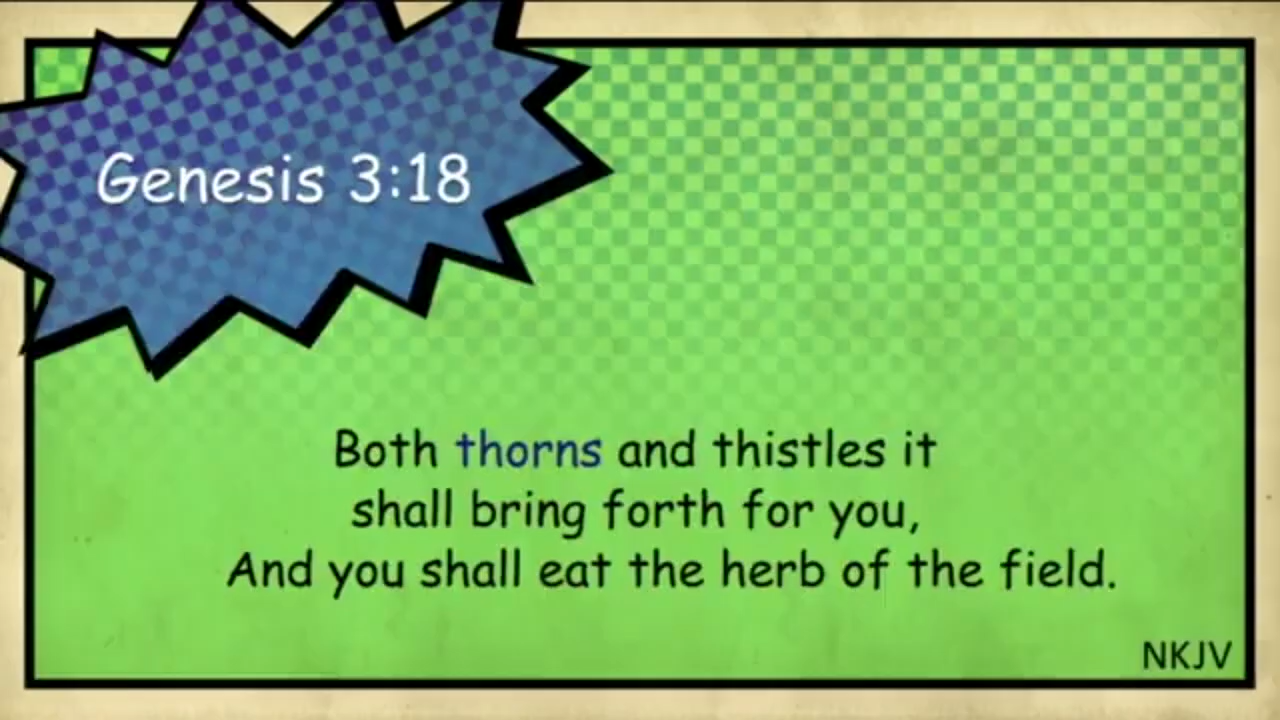 Genesis 3:18
Both thorns and thistles it
shall bring forth for you,
And you shall eat the herb of the field.
NKJV